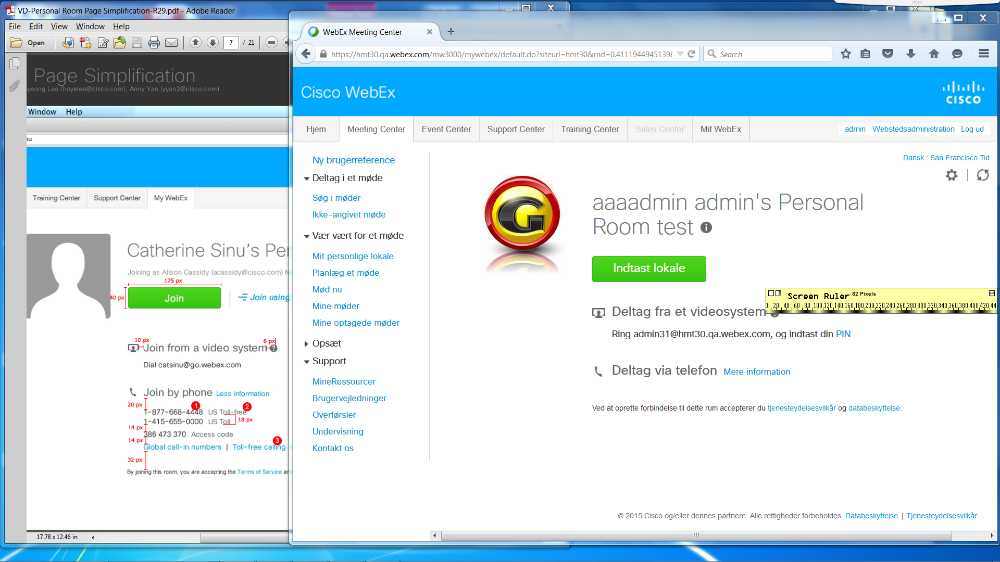 VD-Personal Room Page Simplification-R29.pdf - Adobe Reader
File Edit View Window Help
Open 7 / 21
Page Simplification
yeong Lee (hoyelee@cisco.com), Anny Yan (yyan2@cisco.com)
Window Help
nu
Training Center Support Center My WebEx
Catherine Sinu's Per
Joining as Alison Cassidy (acassidy@cisco.com) N
175 px
40 px
Join
Join using
10 px
6 px
Join from a video system
Dial catsinu@go.webex.com
Join by phone Less information
20 px
1 2
1-877-668-4448 US Toll-free
1-415-655-0000 US Toll
18 px
14 px
386 473 370 Access code
14 px
3
Global call-in numbers | Toll-free calling
32 px
By joining this room, you are accepting the Terms of Service an
17.78 x 12.46 in
WebEx Meeting Center
https://hmt30.qa.webex.com/mw3000/mywebex/default.do?siteurl=hmt30&rnd=0.4111944945139
Search
Cisco WebEx
CISCO
Hjem Meeting Center Event Center Support Center Training Center Sales Center Mit WebEx
admin Webstedsadministration Log ud
Dansk : San Francisco Tid
Ny brugerreference
Deltag i et møde
Søg i møder
Ikke-angivet møde
Vær vært for et møde
Mit personlige lokale
Planlæg et møde
Mød nu
Mine møder
Mine optagede møder
Opsæt
Support
MineRessourcer
Brugervejledninger
Overførsler
Undervisning
Kontakt os
G
aaaadmin admin's Personal
Room test
Indtast lokale
Screen Ruler 82 Pixels
20 40 60 80 100 120 140 160 180 200 220 240 260 280 300 320 340 360 380 400 420 44
Deltag fra et videosystem
Ring admin31@hmt30.qa.webex.com, og indtast din PIN
Deltag via telefon Mere information
Ved at oprette forbindelse til dette rum accepterer du tjenesteydelsesvilkår og databeskyttelse.
© 2015 Cisco og/eller dennes partnere. Alle rettigheder forbeholdes. Databeskyttelse | Tjenesteydelsesvilkår